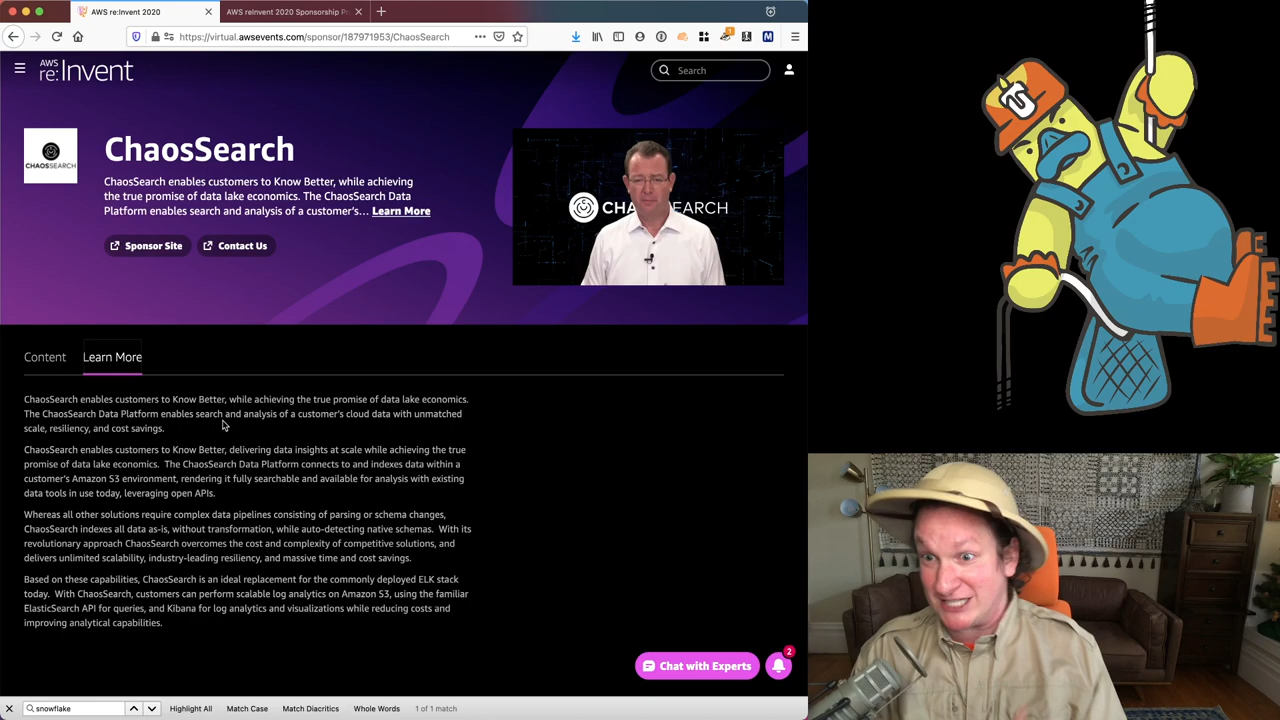 AWS re:Invent 2020
AWS reInvent 2020 Sponsorship P
https://virtual.awsevents.com/sponsor/187971953/ChaosSearch
AWS
re:Invent
Search
CHAOSSEARCH
ChaosSearch
ChaosSearch enables customers to Know Better, while achieving
the true promise of data lake economics. The ChaosSearch Data
Platform enables search and analysis of a customer's... Learn More
Sponsor Site
Contact Us
CHA SEARCH
Content
Learn More
ChaosSearch enables customers to Know Better, while achieving the true promise of data lake economics.
The ChaosSearch Data Platform enables search and analysis of a customer's cloud data with unmatched
scale, resiliency, and cost savings.
ChaosSearch enables customers to Know Better, delivering data insights at scale while achieving the true
promise of data lake economics. The ChaosSearch Data Platform connects to and indexes data within a
customer's Amazon S3 environment, rendering it fully searchable and available for analysis with existing
data tools in use today, leveraging open APIs.
Whereas all other solutions require complex data pipelines consisting of parsing or schema changes,
ChaosSearch indexes all data as-is, without transformation, while auto-detecting native schemas. With its
revolutionary approach ChaosSearch overcomes the cost and complexity of competitive solutions, and
delivers unlimited scalability, industry-leading resiliency, and massive time and cost savings.
Based on these capabilities, ChaosSearch is an ideal replacement for the commonly deployed ELK stack
today. With ChaosSearch, customers can perform scalable log analytics on Amazon S3, using the familiar
ElasticSearch API for queries, and Kibana for log analytics and visualizations while reducing costs and
improving analytical capabilities.
Chat with Experts
2
snowflake
Highlight All
Match Case
Match Diacritics
Whole Words
1 of 1 match